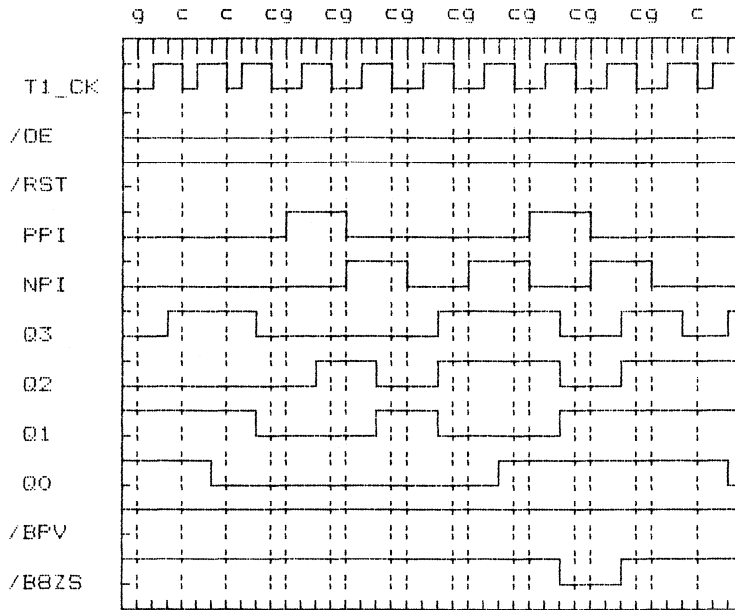 g c c cg cg cg cg cg cg cg c
T1_CK
/OE
/RST
PPI
NPI
Q3
Q2
Q1
Q0
/BPV
/B8ZS